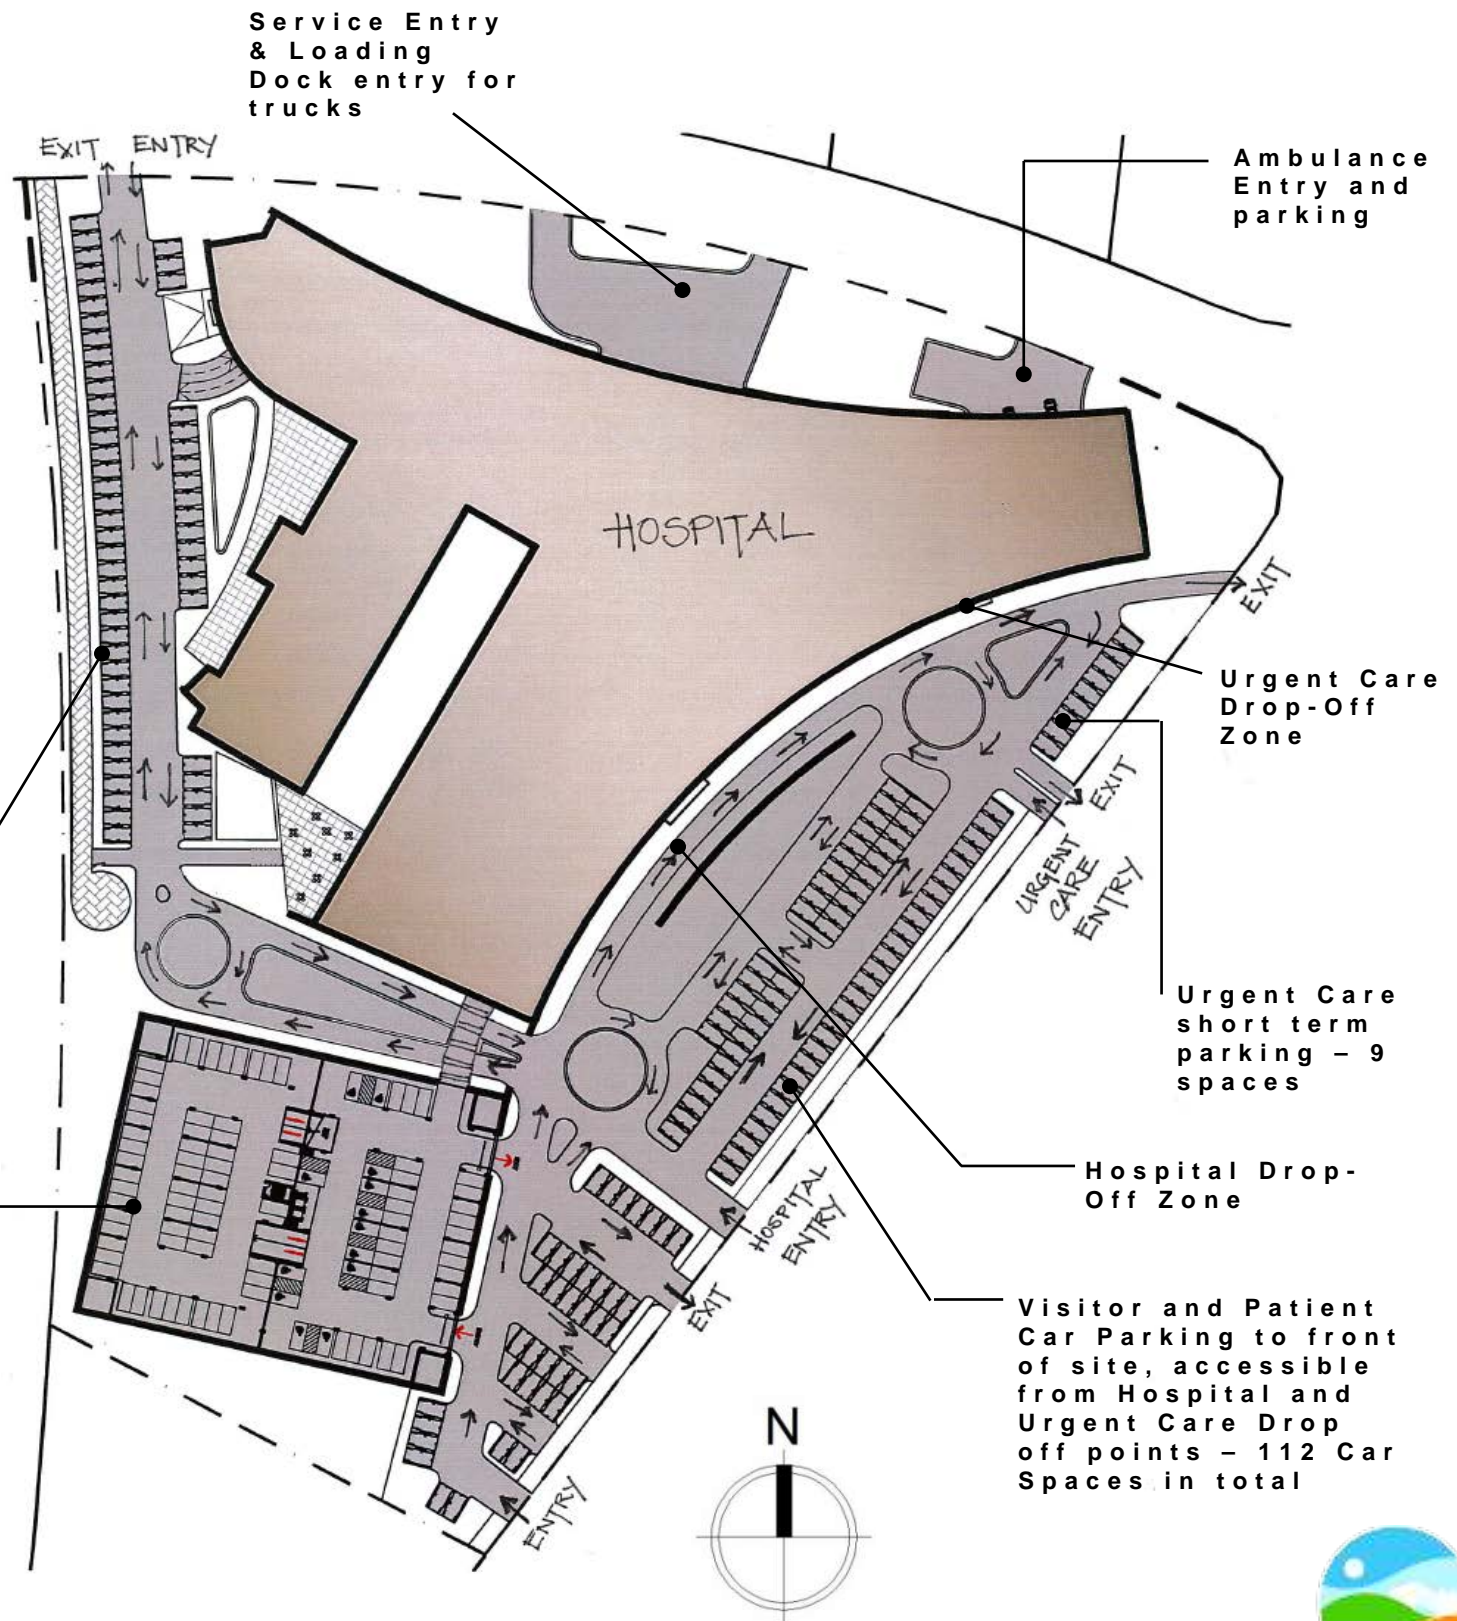 Service Entry
& Loading
Dock entry for
trucks
EXIT ENTRY
Ambulance
Entry and
parking
HOSPITAL
EXIT
Urgent Care
Drop-Off
Zone
EXIT
URGENT
CARE
ENTRY
Urgent Care
short term
parking – 9
spaces
Hospital Drop-
Off Zone
HOSPITAL
ENTRY
EXIT
Visitor and Patient
Car Parking to front
of site, accessible
from Hospital and
Urgent Care Drop
off points – 112 Car
Spaces in total
N
ENTRY